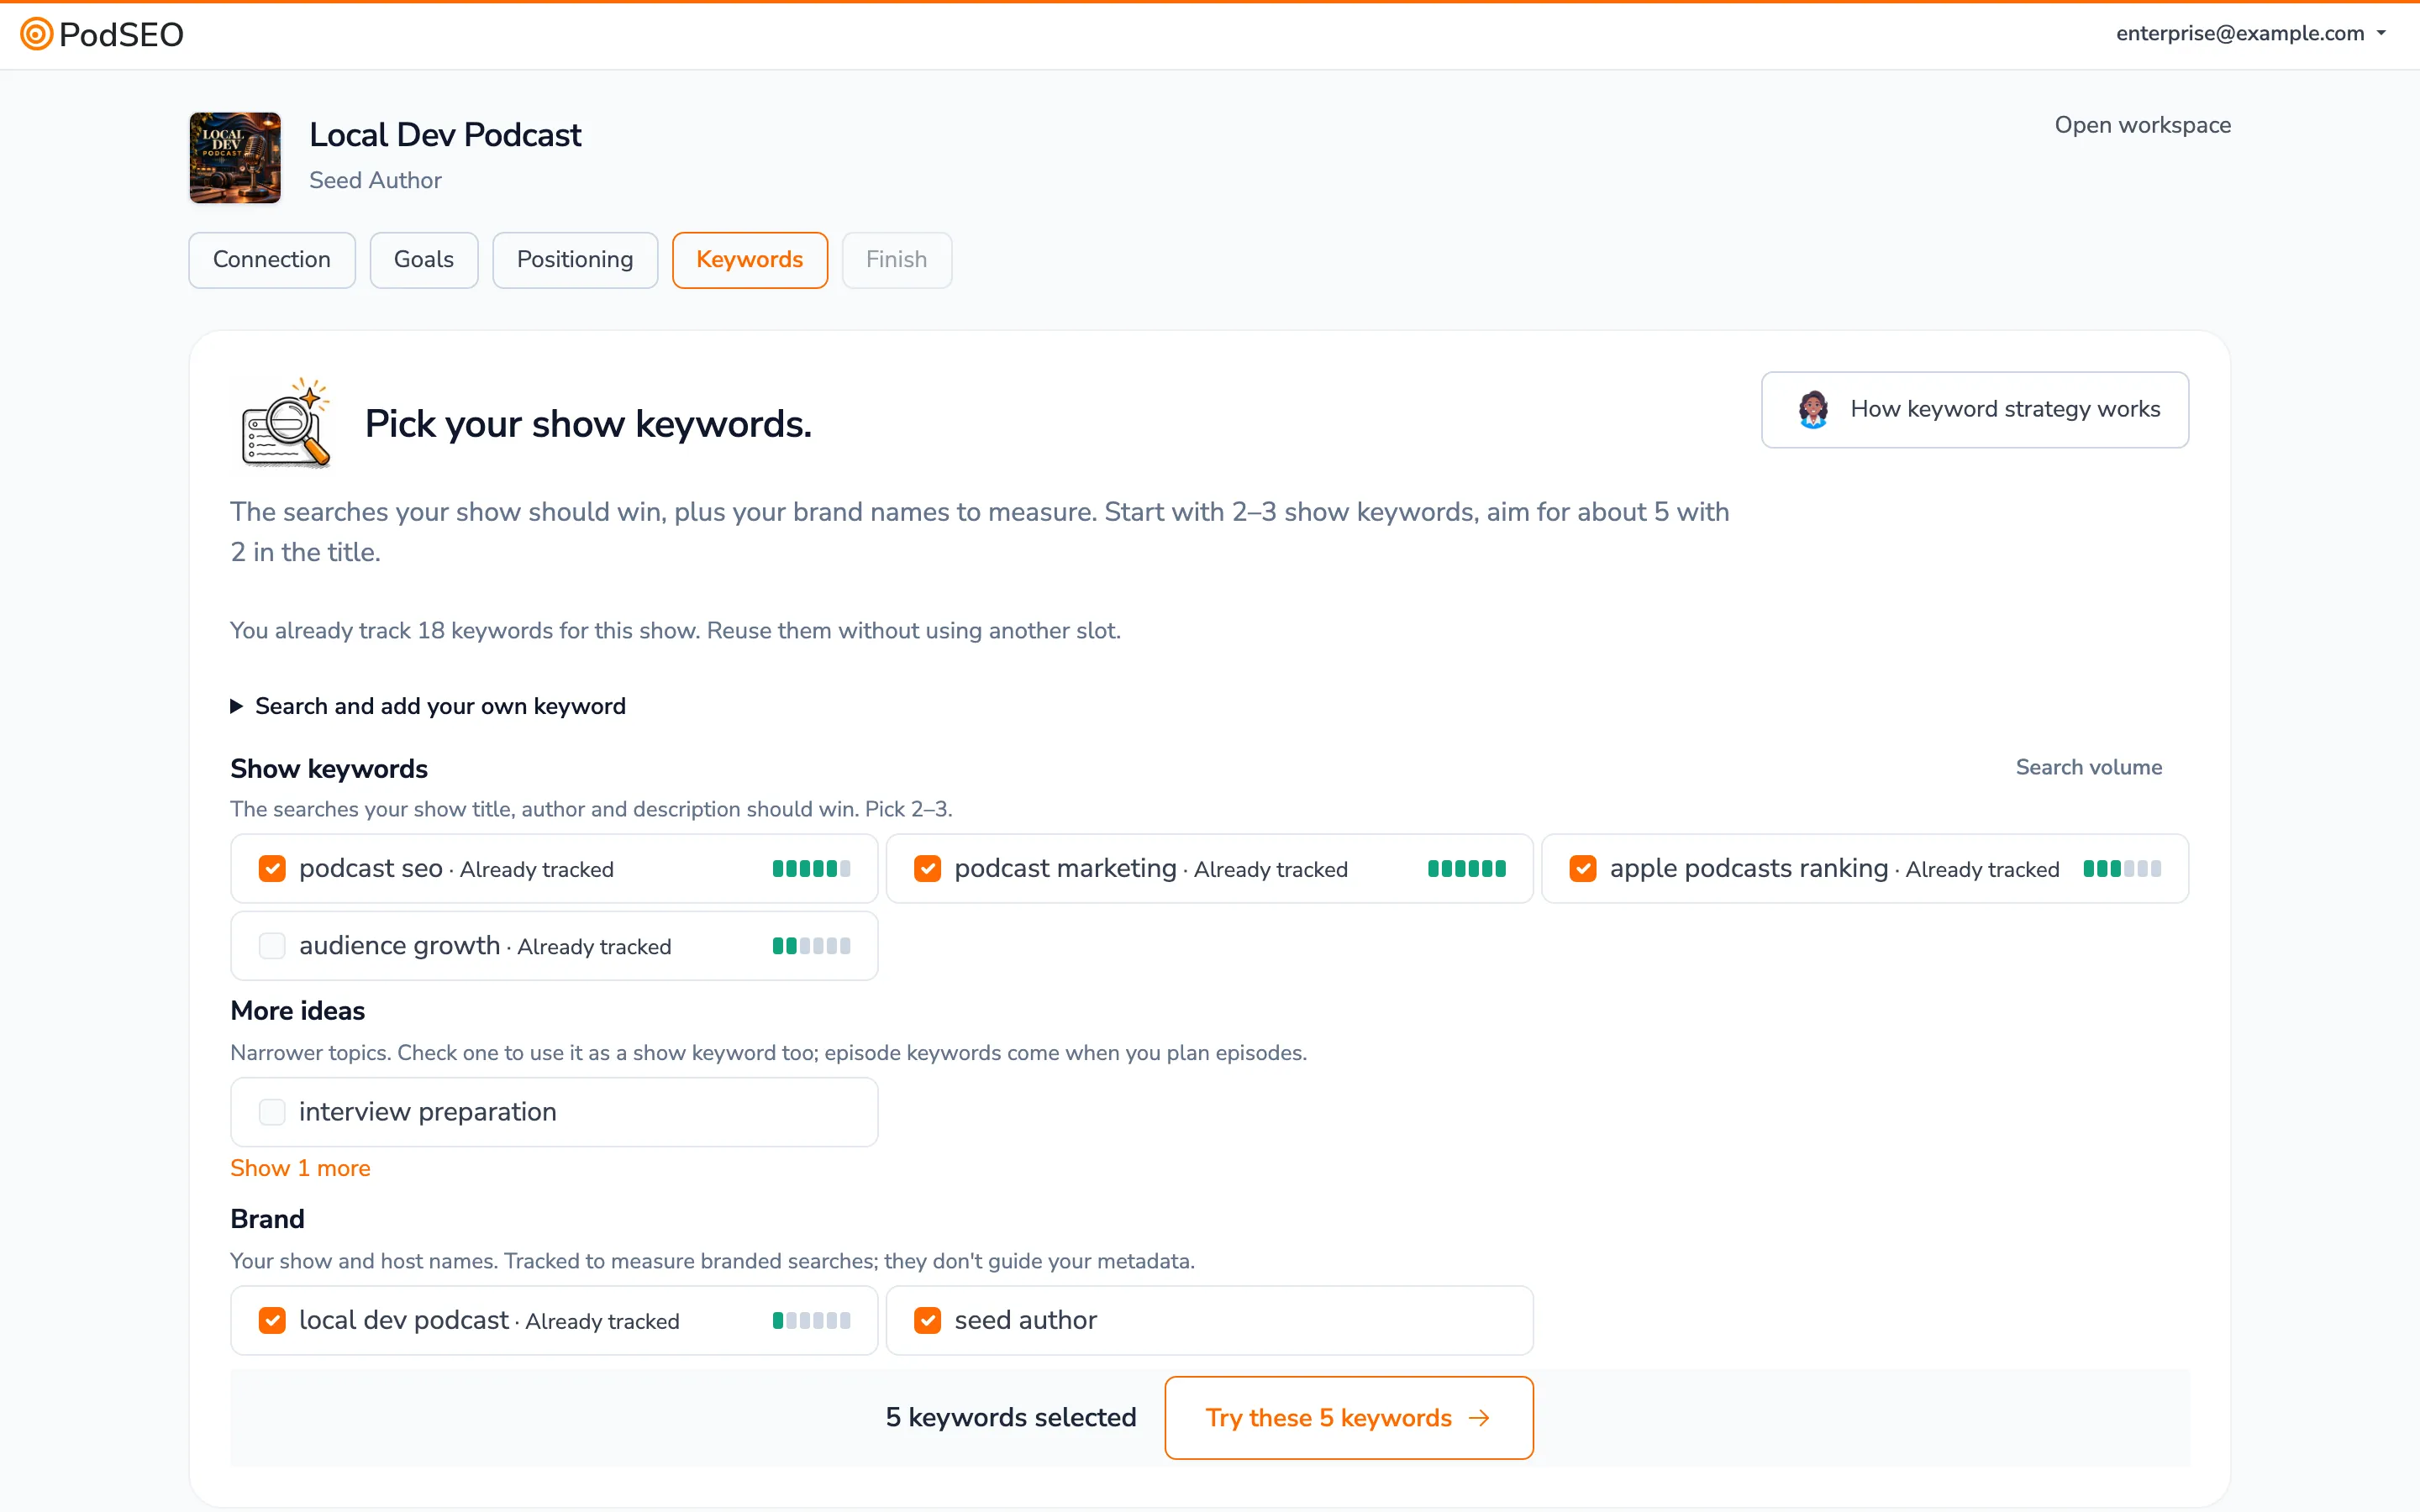 PodSEO
enterprise@example.com
LOCAL
DEV
PODCAST
Local Dev Podcast
Open workspace
Seed Author
Connection
Goals
Positioning
Keywords
Finish
Pick your show keywords.
How keyword strategy works
The searches your show should win, plus your brand names to measure. Start with 2–3 show keywords, aim for about 5 with
2 in the title.
You already track 18 keywords for this show. Reuse them without using another slot.
Search and add your own keyword
Show keywords
Search volume
The searches your show title, author and description should win. Pick 2–3.
podcast seo · Already tracked
podcast marketing · Already tracked
apple podcasts ranking · Already tracked
audience growth · Already tracked
More ideas
Narrower topics. Check one to use it as a show keyword too; episode keywords come when you plan episodes.
interview preparation
Show 1 more
Brand
Your show and host names. Tracked to measure branded searches; they don't guide your metadata.
local dev podcast · Already tracked
seed author
5 keywords selected
Try these 5 keywords →